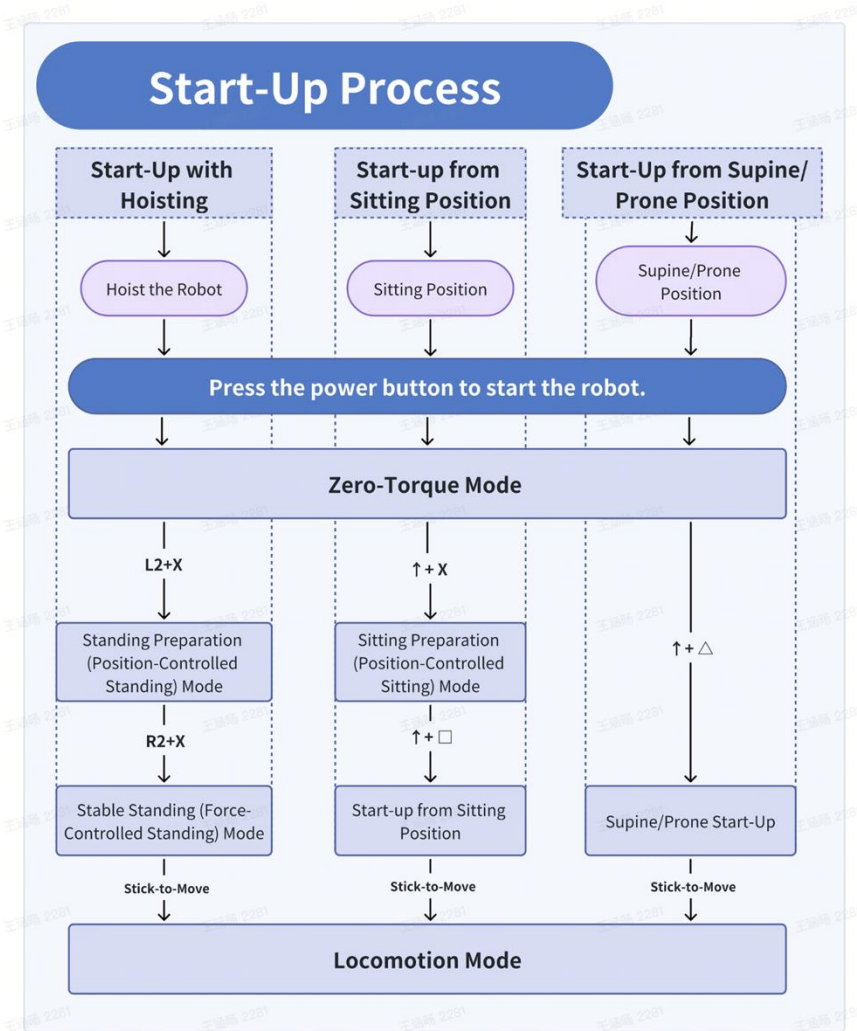 Start-Up Process
Start-Up with
Hoisting
Start-up from
Sitting Position
Start-Up from Supine/
Prone Position
Hoist the Robot
Sitting Position
Supine/Prone
Position
Press the power button to start the robot.
Zero-Torque Mode
L2+X
↑ + X
↑ + △
Standing Preparation
(Position-Controlled
Standing) Mode
Sitting Preparation
(Position-Controlled
Sitting) Mode
R2+X
↑ + □
Stable Standing (Force-
Controlled Standing) Mode
Start-up from Sitting
Position
Supine/Prone Start-Up
Stick-to-Move
Stick-to-Move
Stick-to-Move
Locomotion Mode